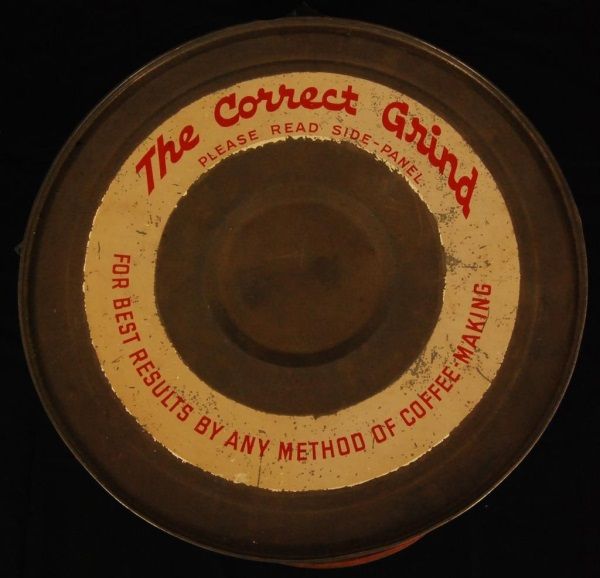 The Correct Grind
PLEASE READ SIDE-PANEL
FOR BEST RESULTS BY ANY METHOD OF COFFEE-MAKING